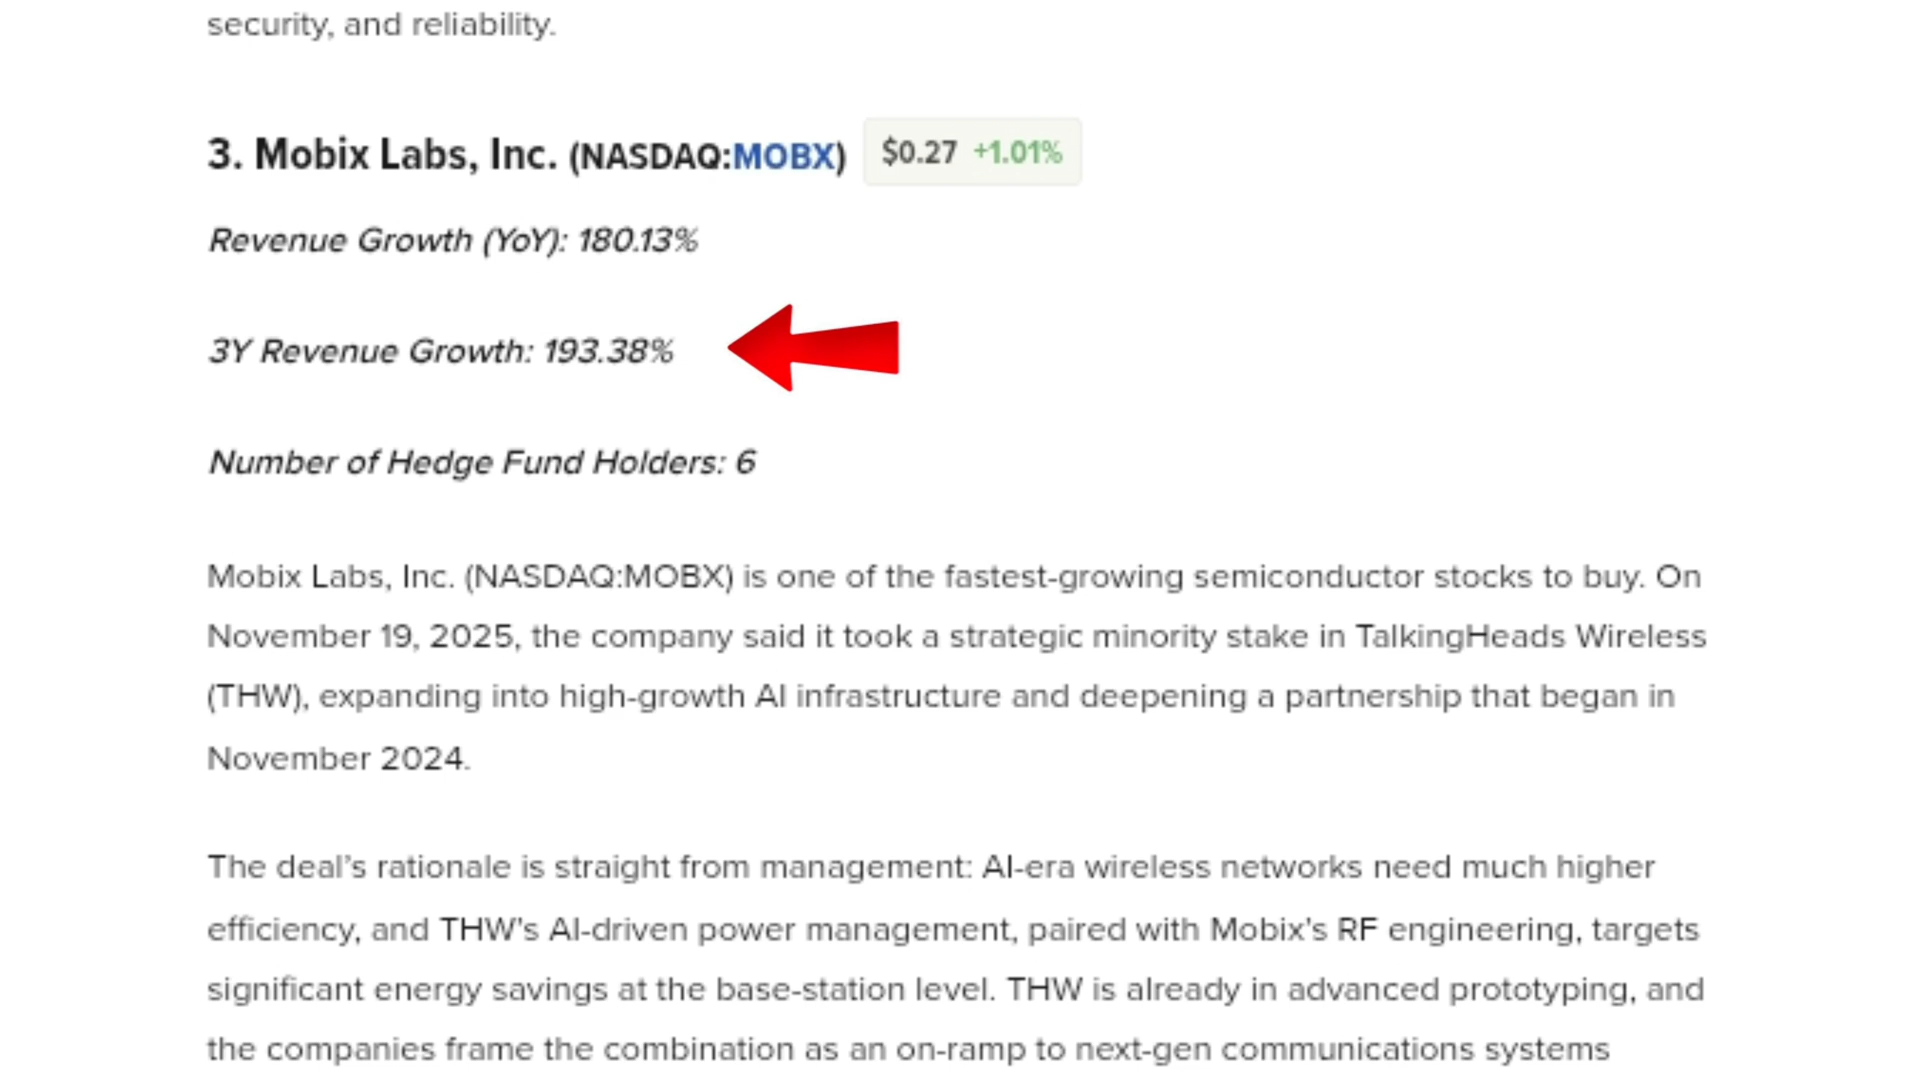 security, and reliability.
3. Mobix Labs, Inc. (NASDAQ:MOBX) $0.27 +1.01%
Revenue Growth (YoY): 180.13%
3Y Revenue Growth: 193.38%
Number of Hedge Fund Holders: 6
Mobix Labs, Inc. (NASDAQ:MOBX) is one of the fastest-growing semiconductor stocks to buy. On
November 19, 2025, the company said it took a strategic minority stake in TalkingHeads Wireless
(THW), expanding into high-growth AI infrastructure and deepening a partnership that began in
November 2024.
The deal’s rationale is straight from management: AI-era wireless networks need much higher
efficiency, and THW’s AI-driven power management, paired with Mobix’s RF engineering, targets
significant energy savings at the base-station level. THW is already in advanced prototyping, and
the companies frame the combination as an on-ramp to next-gen communications systems